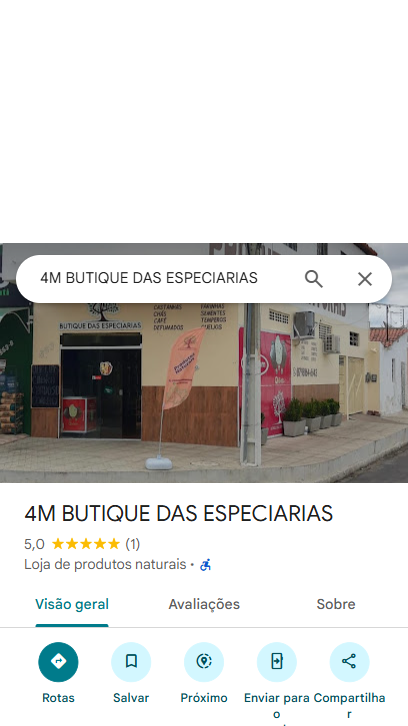 4M BUTIQUE DAS ESPECIARIAS
BUTIQUE DAS ESPECIARIAS
CASTANHAS
CHÁS
CAFÉ
DEFUMADOS
FARINHAS
SEMENTES
TEMPEROS
QUEIJOS
4M BUTIQUE DAS ESPECIARIAS
5,0 (1)
Loja de produtos naturais ·
Visão geral
Avaliações
Sobre
Rotas
Salvar
Próximo
Enviar para o
Compartilhar